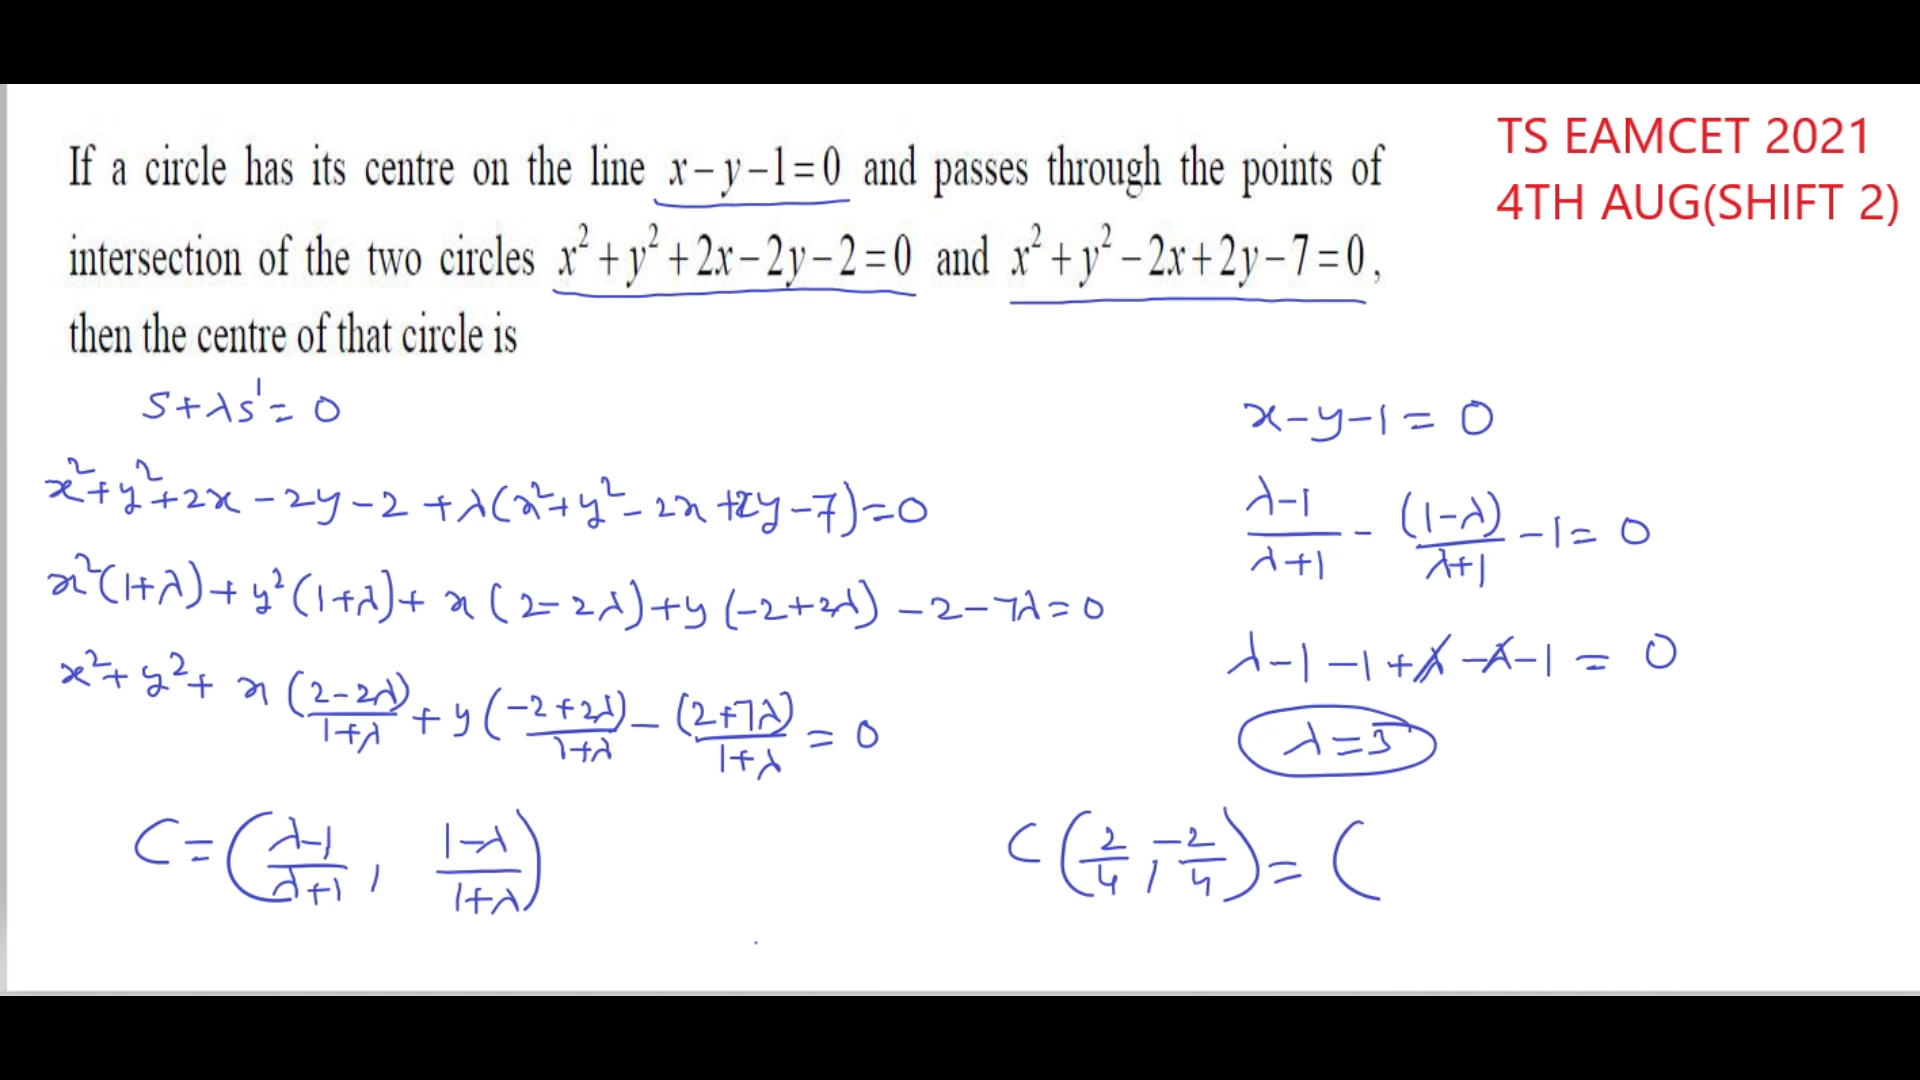 If a circle has its centre on the line x−y−1=0 and passes through the points of
intersection of the two circles x²+y²+2x−2y−2=0 and x²+y²−2x+2y−7=0,
then the centre of that circle is
TS EAMCET 2021
4TH AUG(SHIFT 2)
S+λs'=0
x²+y²+2x−2y−2+λ(x²+y²−2x+2y−7)=0
x²(1+λ)+y²(1+λ)+x(2−2λ)+y(−2+2λ)−2−7λ=0
x²+y²+x((2−2λ)/(1+λ))+y((−2+2λ)/(1+λ))−(2+7λ)/(1+λ)=0
C=((λ−1)/(λ+1), (1−λ)/(1+λ))
x−y−1=0
(λ−1)/(λ+1)−(1−λ)/(λ+1)−1=0
λ−1−1+λ−λ−1=0
λ=3
C(2/4, −2/4)=(